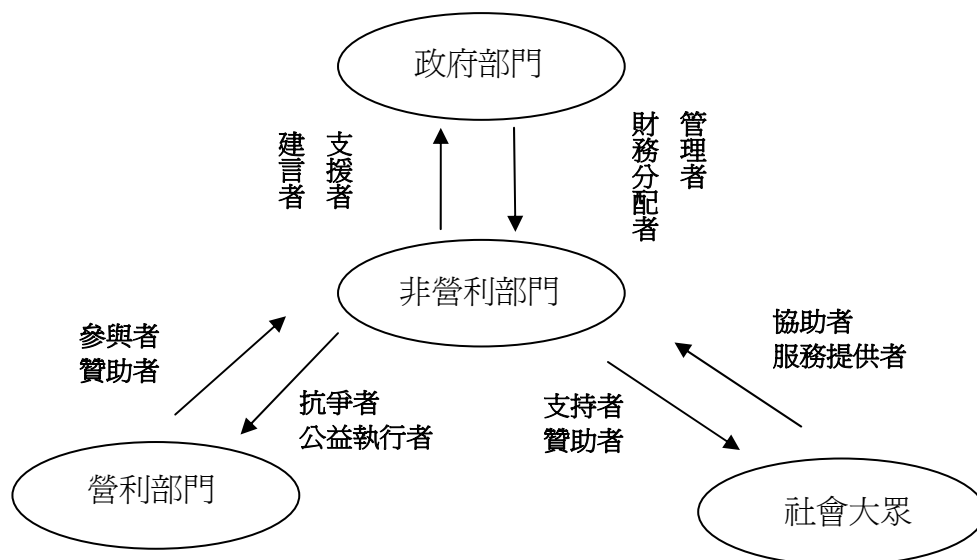 政府部門
支援者
建言者
管理者
財務分配者
非營利部門
參與者
贊助者
協助者
服務提供者
抗爭者
公益執行者
支持者
贊助者
營利部門
社會大眾